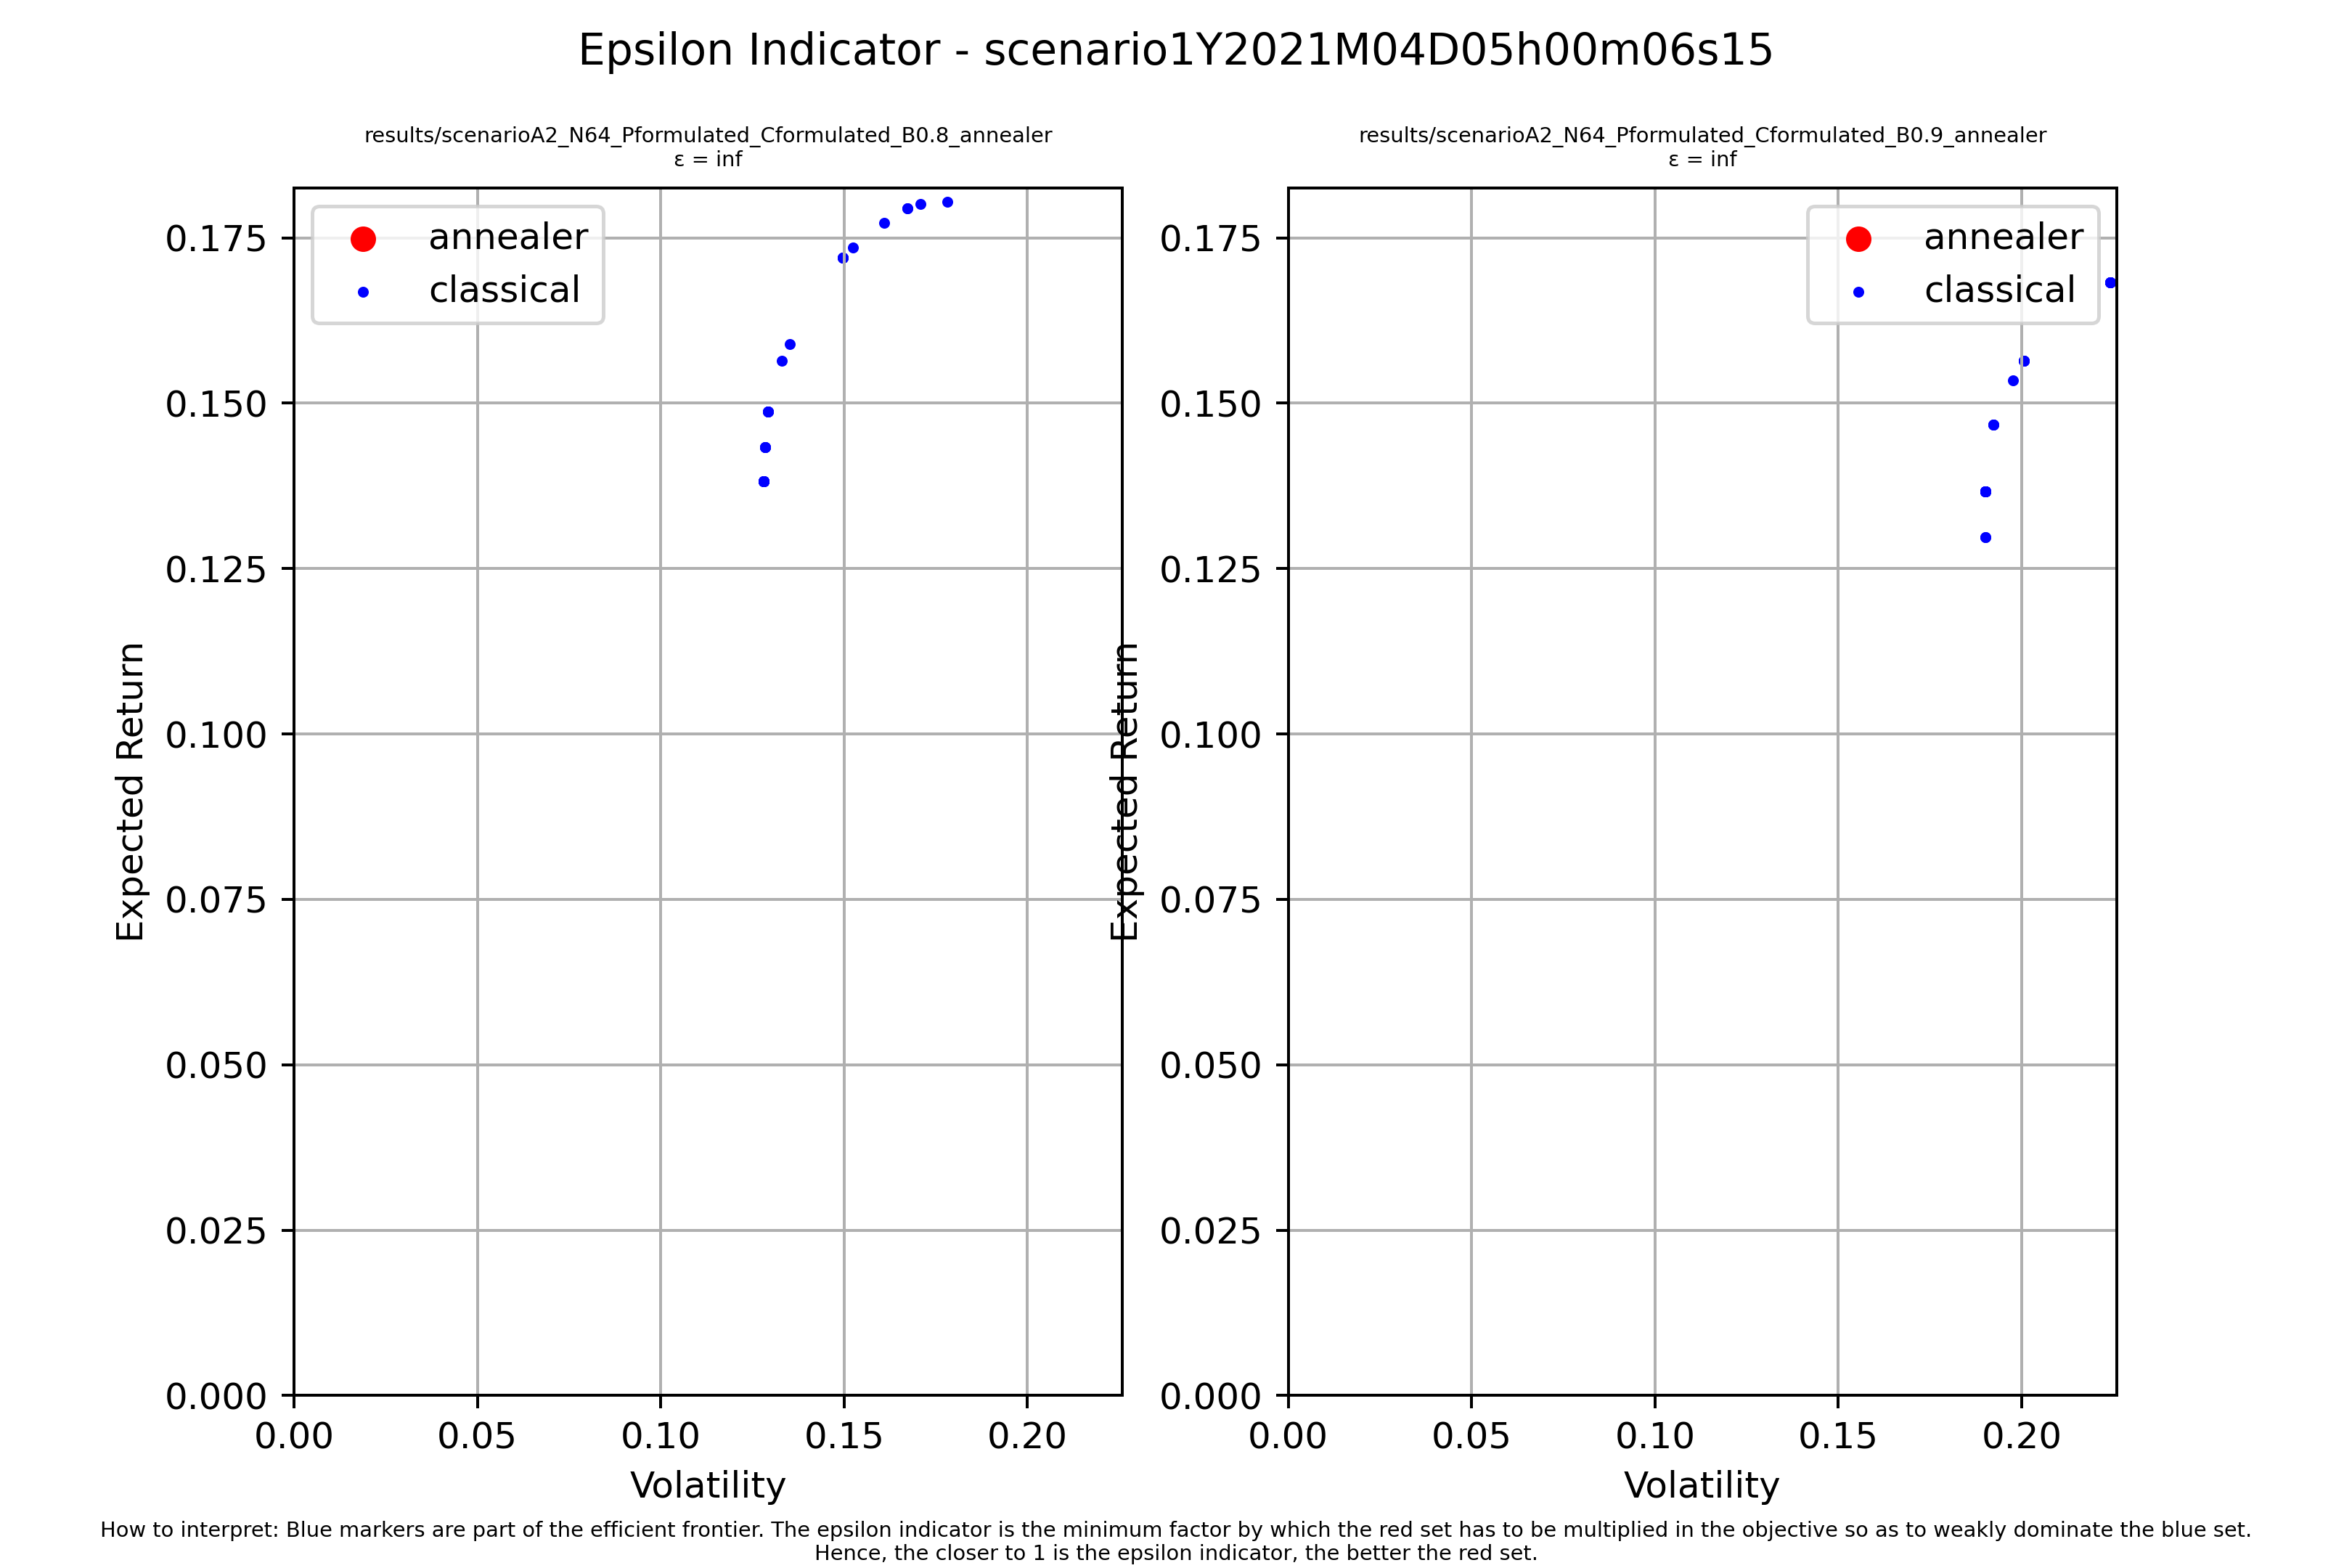 Epsilon Indicator - scenario1Y2021M04D05h00m06s15
results/scenarioA2_N64_Pformulated_Cformulated_B0.8_annealer
ε = inf
annealer
classical
0.175
0.150
0.125
0.100
0.075
0.050
0.025
0.000
Expected Return
0.00 0.05 0.10 0.15 0.20
Volatility
results/scenarioA2_N64_Pformulated_Cformulated_B0.9_annealer
ε = inf
annealer
classical
0.175
0.150
0.125
0.100
0.075
0.050
0.025
0.000
Expected Return
0.00 0.05 0.10 0.15 0.20
Volatility
How to interpret: Blue markers are part of the efficient frontier. The epsilon indicator is the minimum factor by which the red set has to be multiplied in the objective so as to weakly dominate the blue set.
Hence, the closer to 1 is the epsilon indicator, the better the red set.